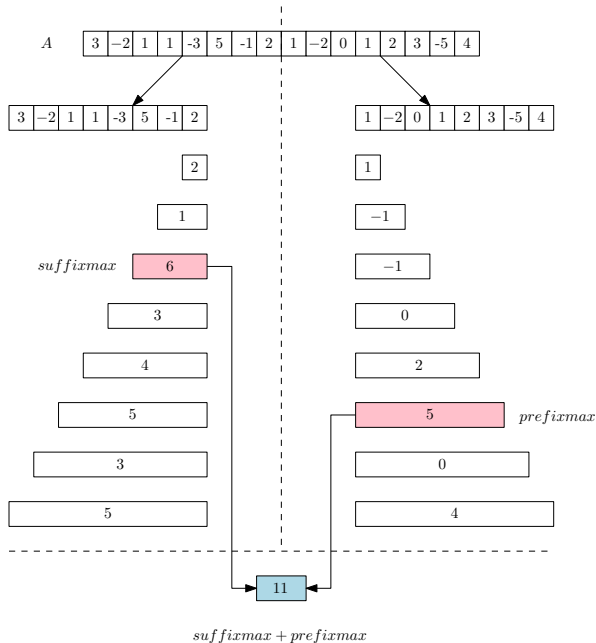 A 3 −2 1 1 -3 5 -1 2 1 −2 0 1 2 3 -5 4
3 −2 1 1 -3 5 -1 2 1 −2 0 1 2 3 -5 4
2 1
1 −1
suffixmax 6 −1
3 0
4 2
5 5 prefixmax
3 0
5 4
11
suffixmax + prefixmax